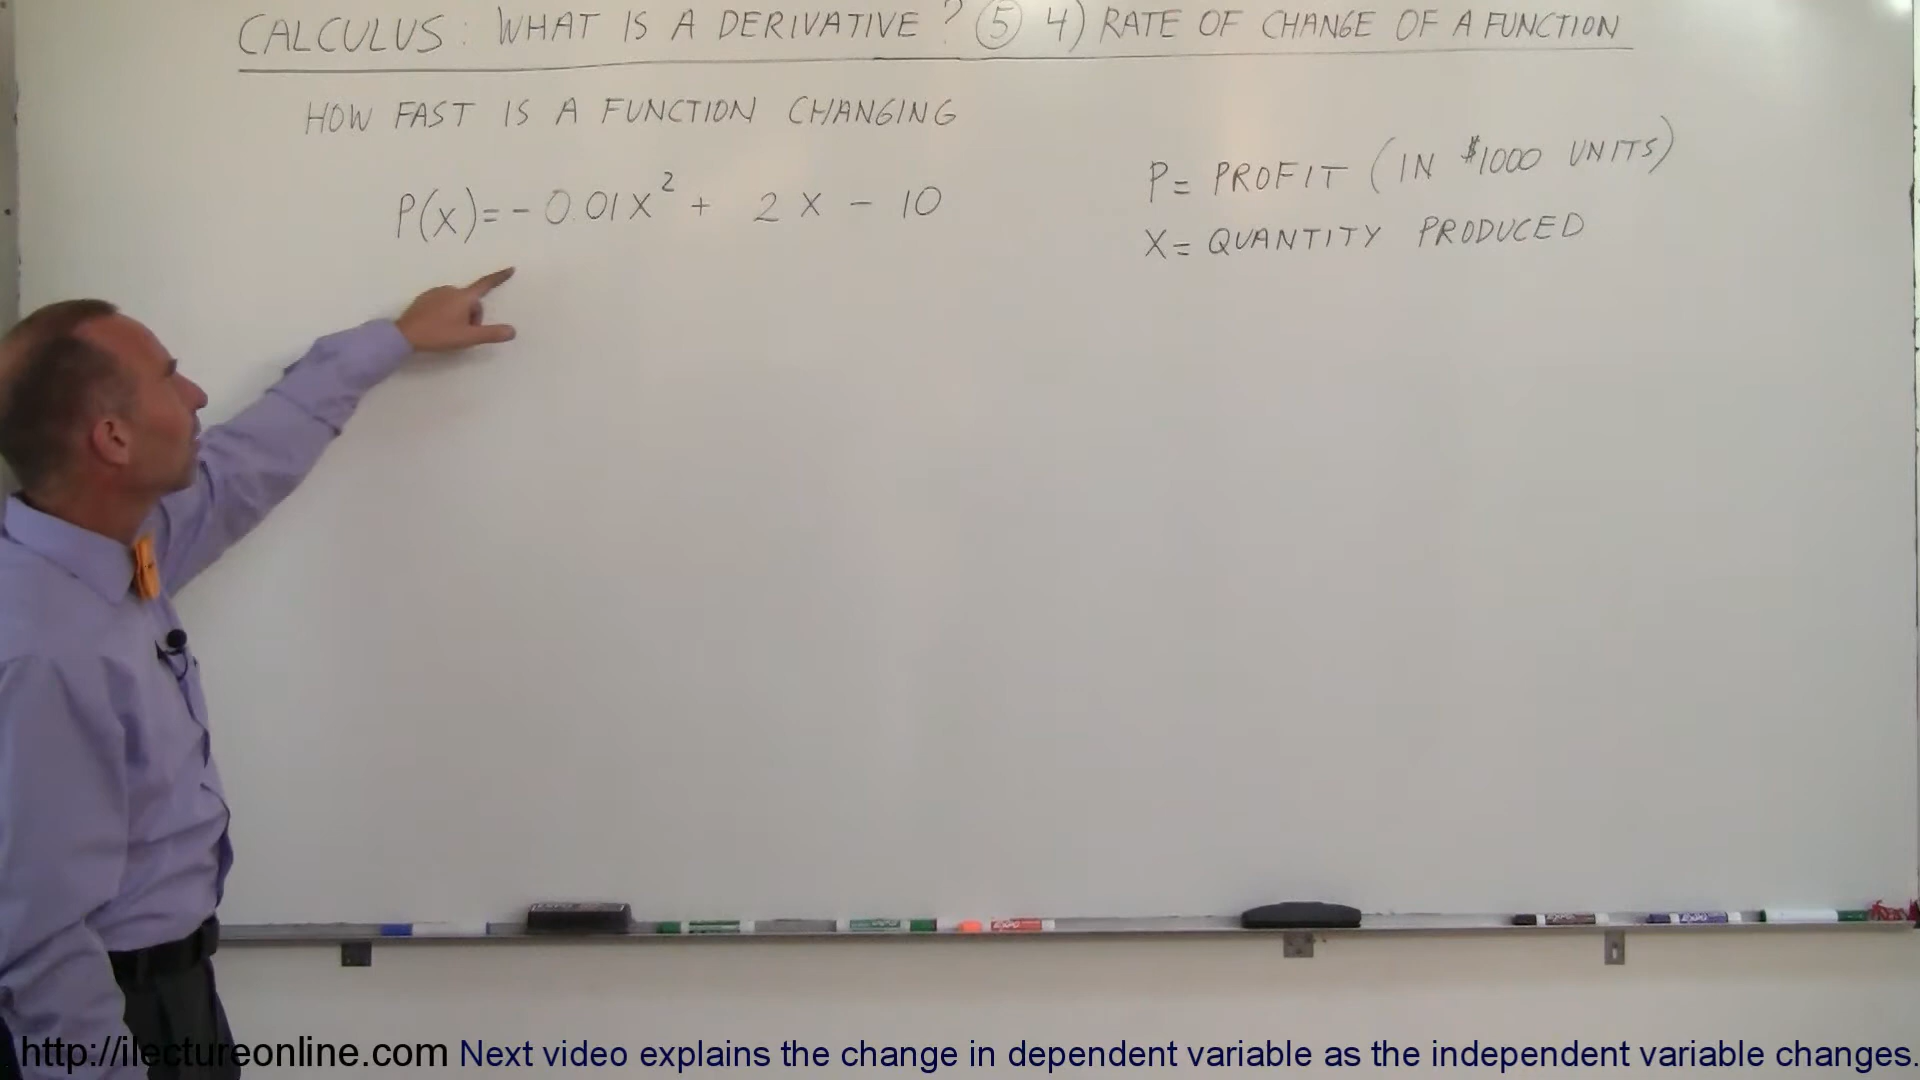 CALCULUS: WHAT IS A DERIVATIVE? ⑤ 4) RATE OF CHANGE OF A FUNCTION
HOW FAST IS A FUNCTION CHANGING
P(X) = - 0.01X² + 2X - 10
P = PROFIT (IN $1000 UNITS)
X = QUANTITY PRODUCED
http://ilectureonline.com Next video explains the change in dependent variable as the independent variable changes.